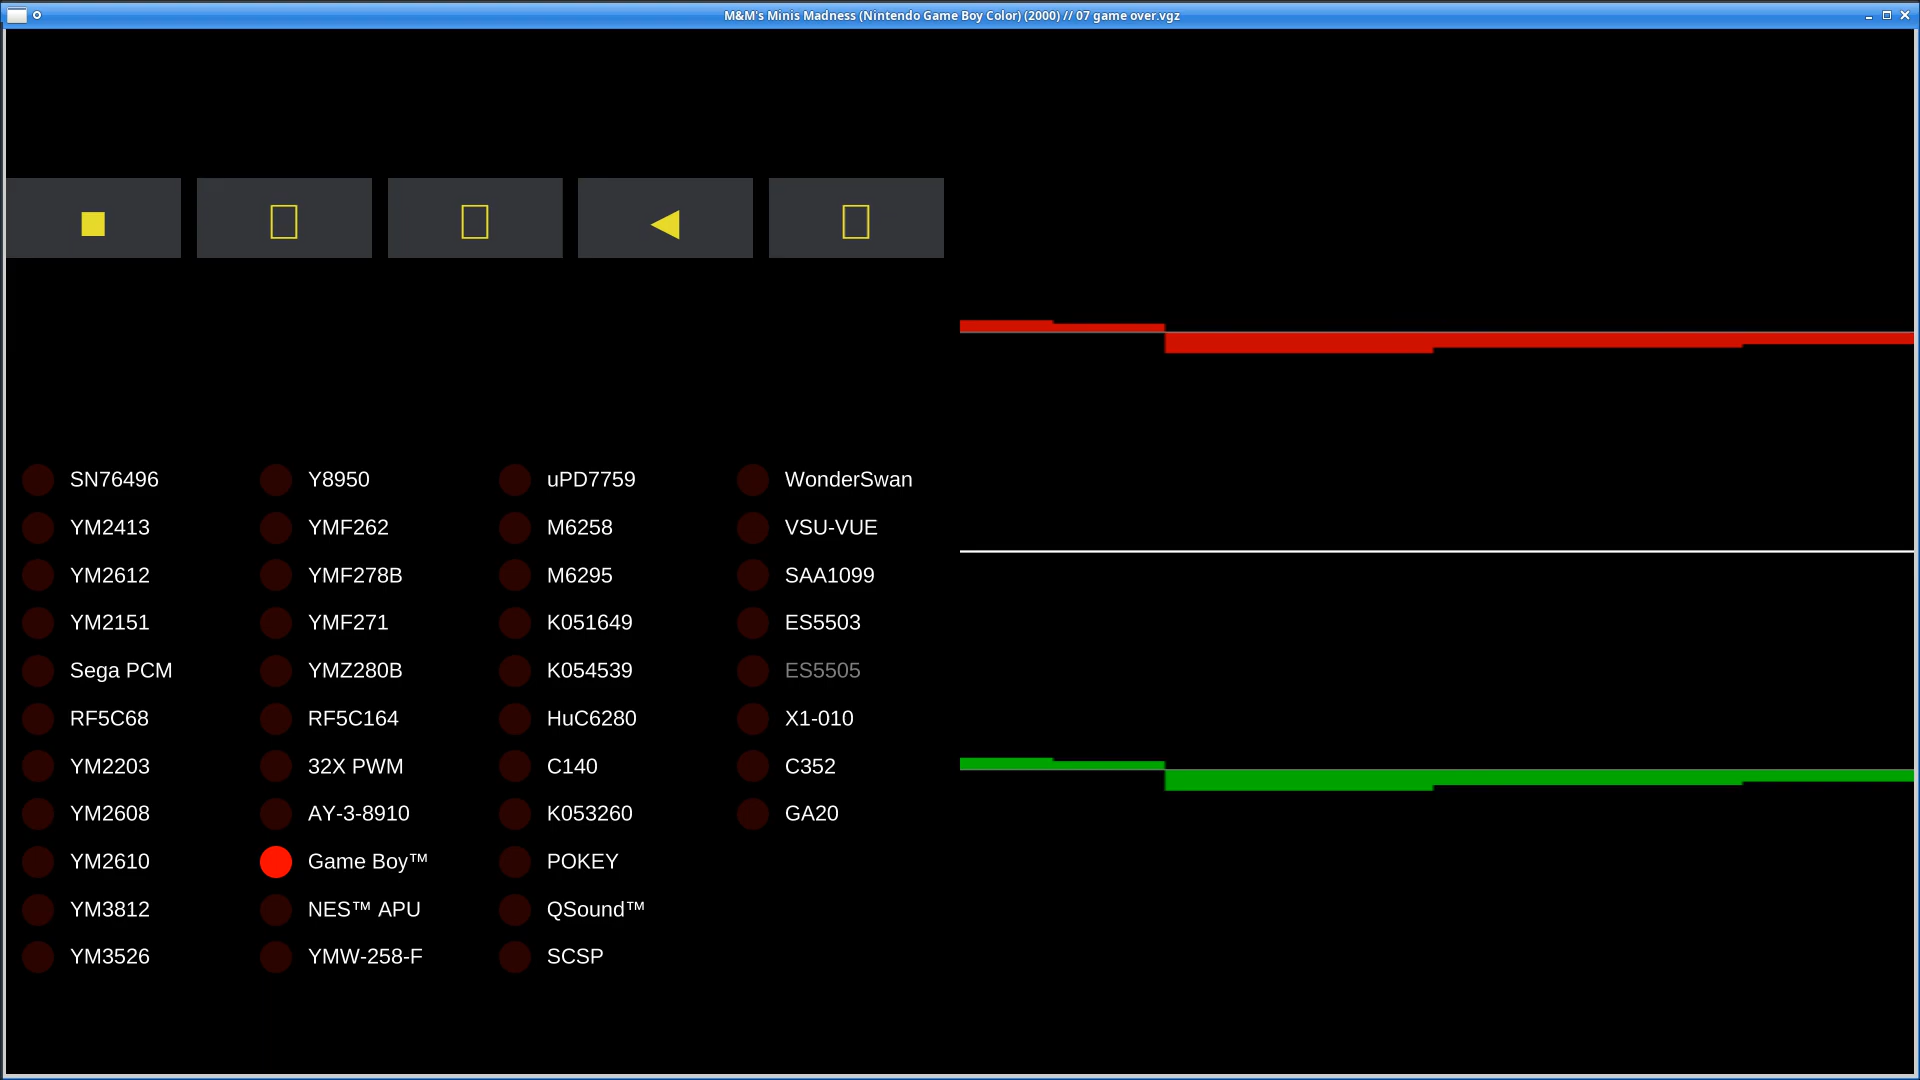 M&M's Minis Madness (Nintendo Game Boy Color) (2000) // 07 game over.vgz
SN76496
YM2413
YM2612
YM2151
Sega PCM
RF5C68
YM2203
YM2608
YM2610
YM3812
YM3526
Y8950
YMF262
YMF278B
YMF271
YMZ280B
RF5C164
32X PWM
AY-3-8910
Game Boy™
NES™ APU
YMW-258-F
uPD7759
M6258
M6295
K051649
K054539
HuC6280
C140
K053260
POKEY
QSound™
SCSP
WonderSwan
VSU-VUE
SAA1099
ES5503
ES5505
X1-010
C352
GA20